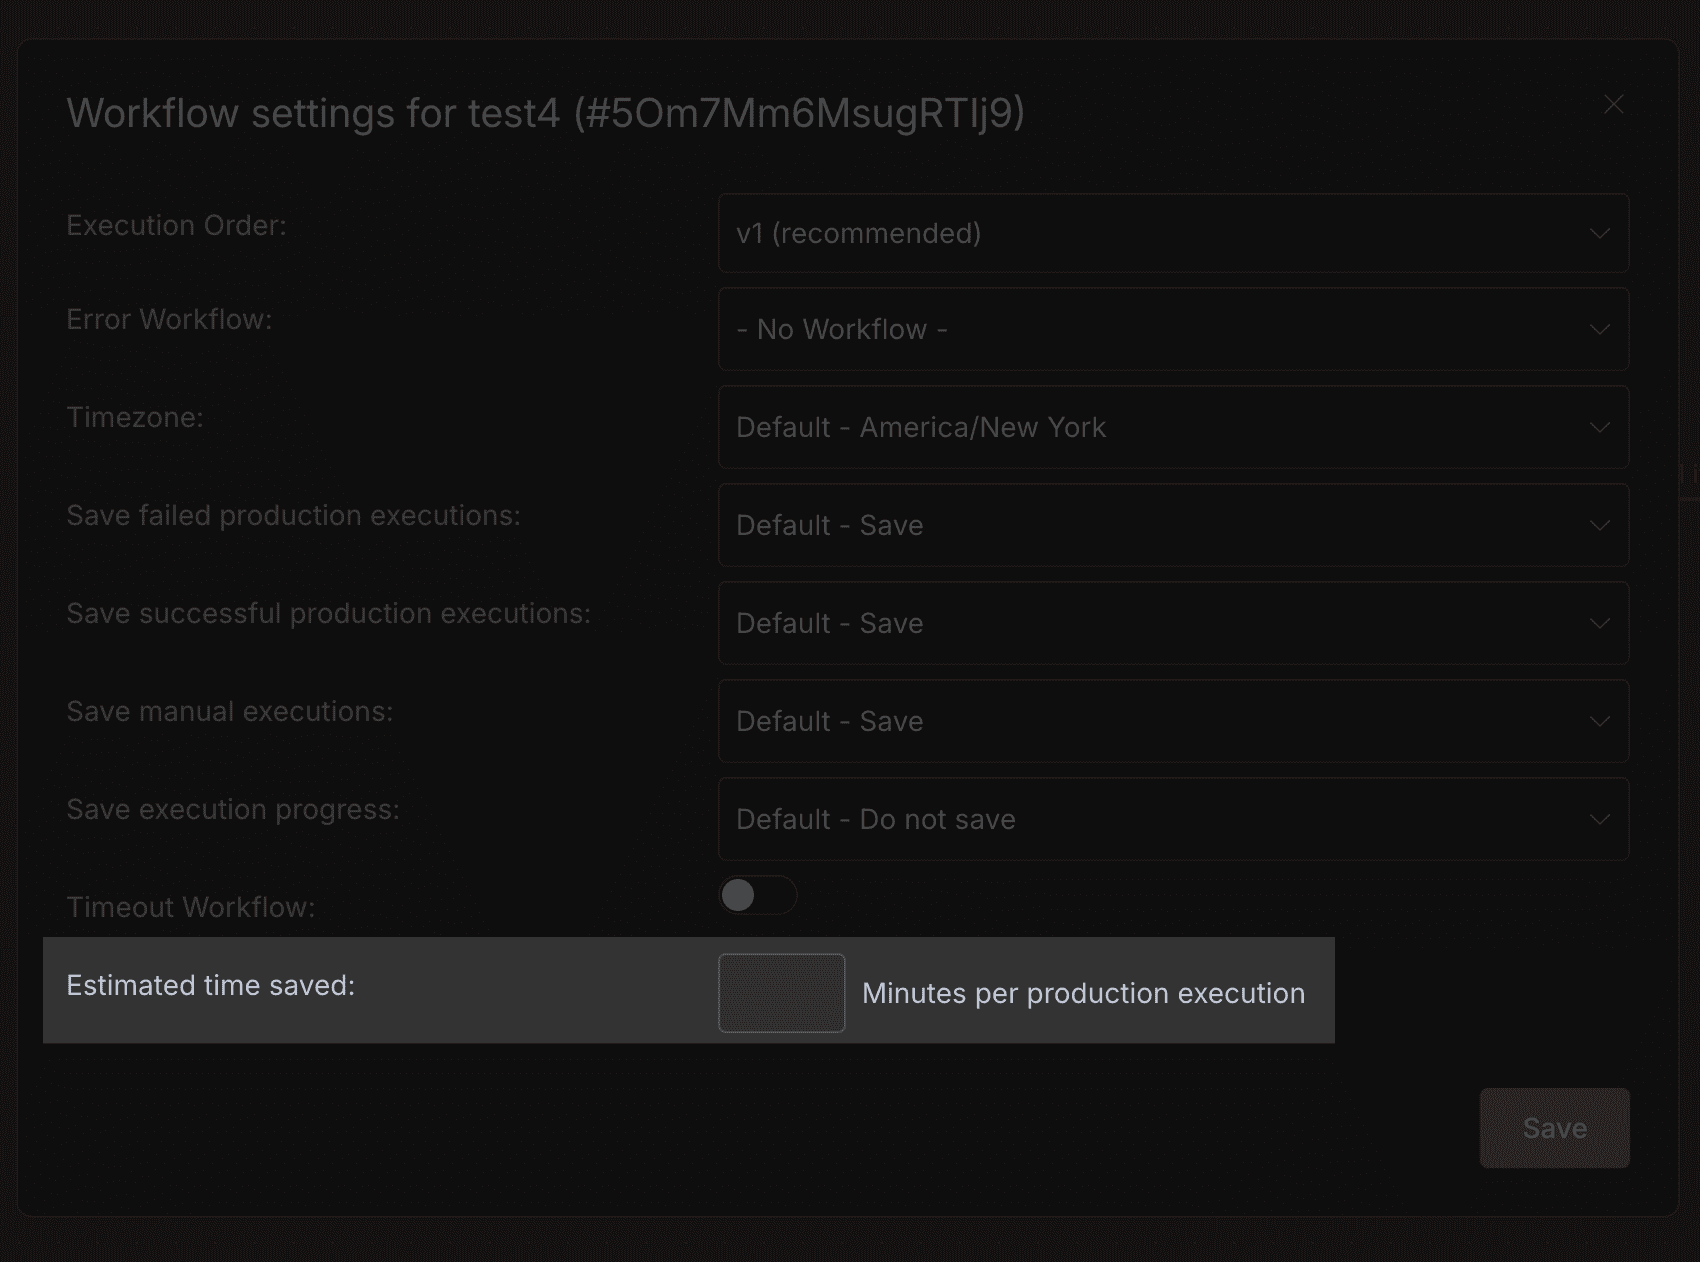 Workflow settings for test4 (#5Om7Mm6MsugRTIj9)
Execution Order:
v1 (recommended)
Error Workflow:
- No Workflow -
Timezone:
Default - America/New York
Save failed production executions:
Default - Save
Save successful production executions:
Default - Save
Save manual executions:
Default - Save
Save execution progress:
Default - Do not save
Timeout Workflow:
Estimated time saved:
Minutes per production execution
Save